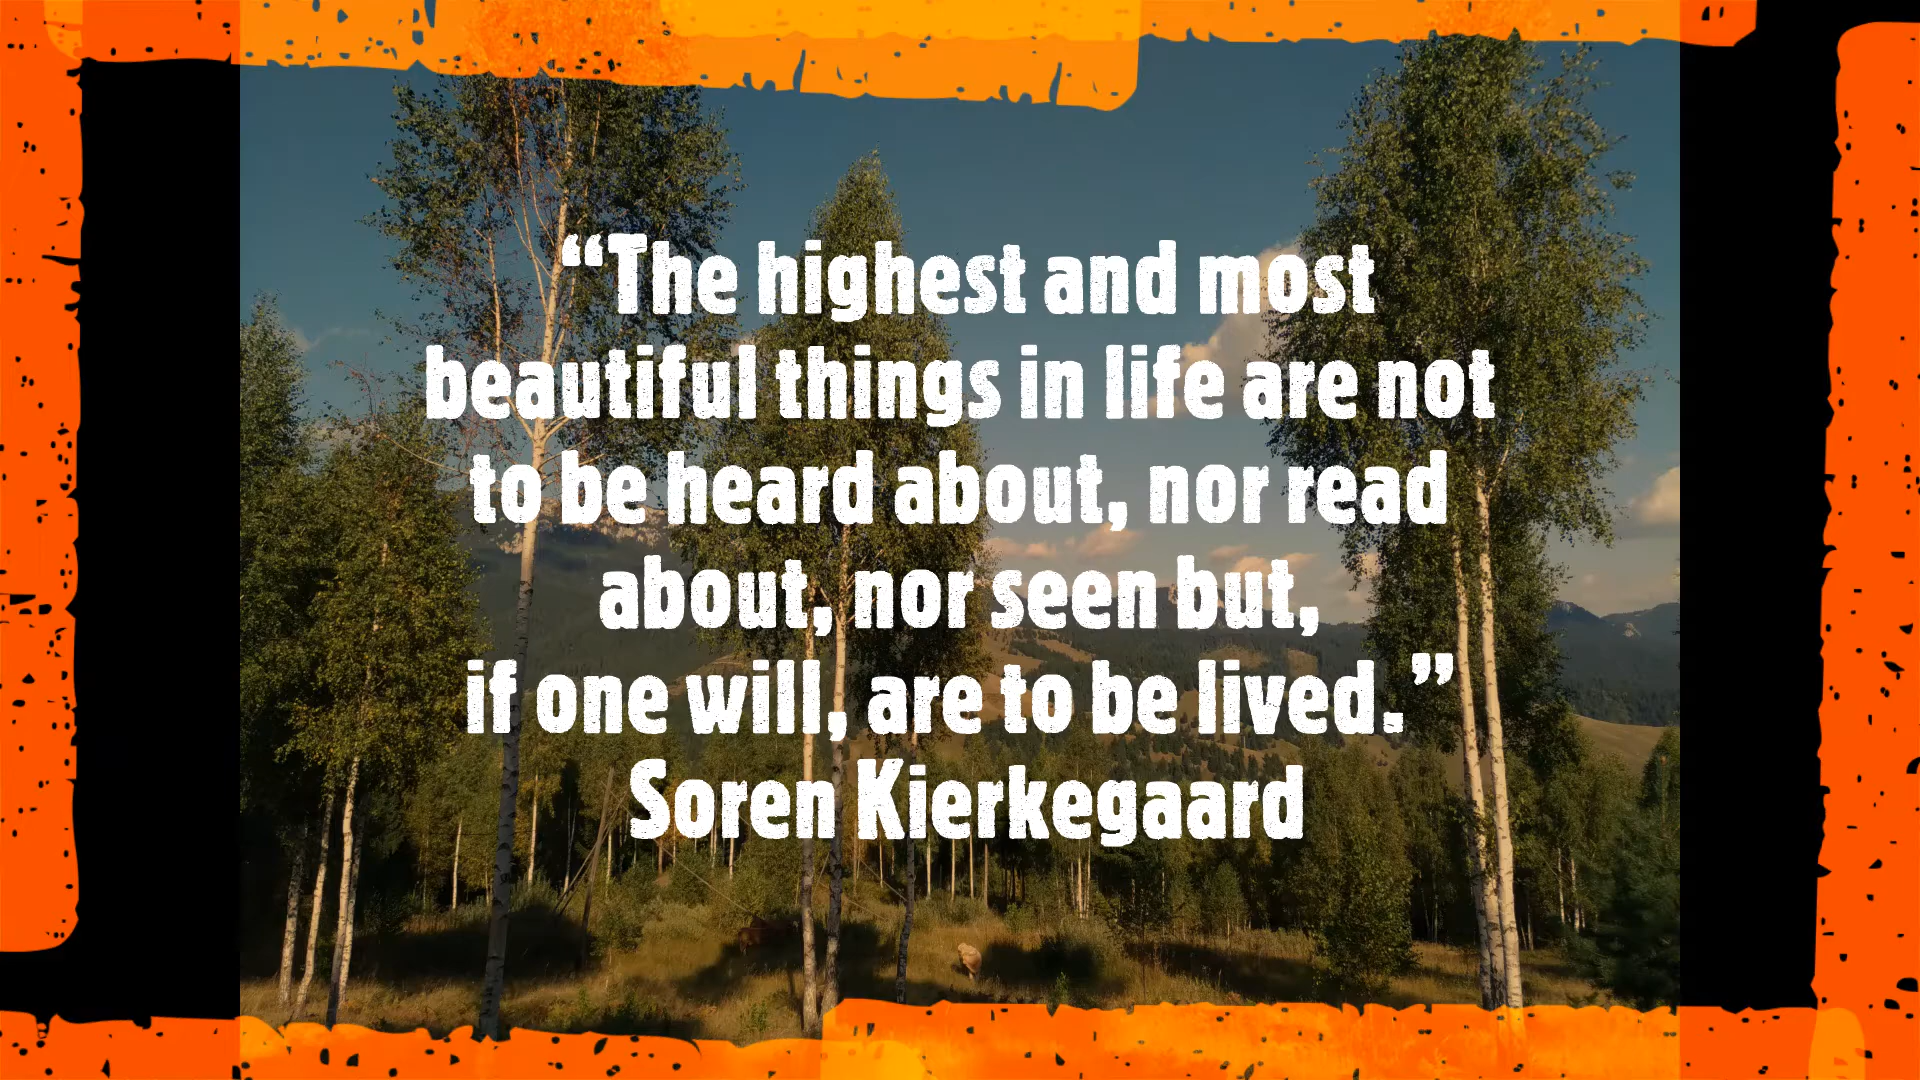 “The highest and most
beautiful things in life are not
to be heard about, nor read
about, nor seen but,
if one will, are to be lived.”
Soren Kierkegaard